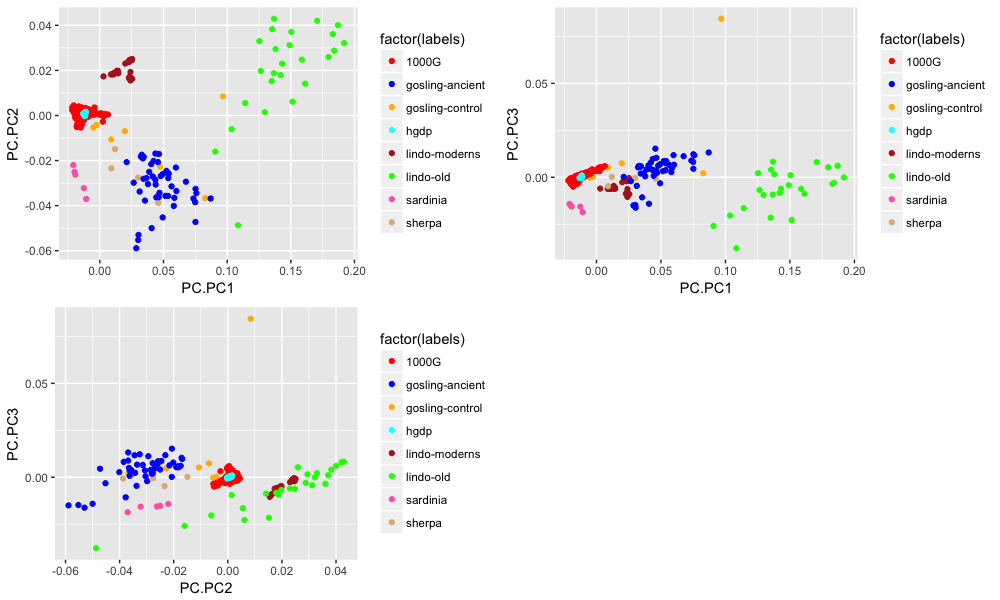 0.04
0.02
0.00
-0.02
-0.04
-0.06
PC.PC2
0.00 0.05 0.10 0.15 0.20
PC.PC1
factor(labels)
1000G
gosling-ancient
gosling-control
hgdp
lindo-moderns
lindo-old
sardinia
sherpa
0.05
0.00
PC.PC3
0.00 0.05 0.10 0.15 0.20
PC.PC1
factor(labels)
1000G
gosling-ancient
gosling-control
hgdp
lindo-moderns
lindo-old
sardinia
sherpa
0.05
0.00
PC.PC3
-0.06 -0.04 -0.02 0.00 0.02 0.04
PC.PC2
factor(labels)
1000G
gosling-ancient
gosling-control
hgdp
lindo-moderns
lindo-old
sardinia
sherpa